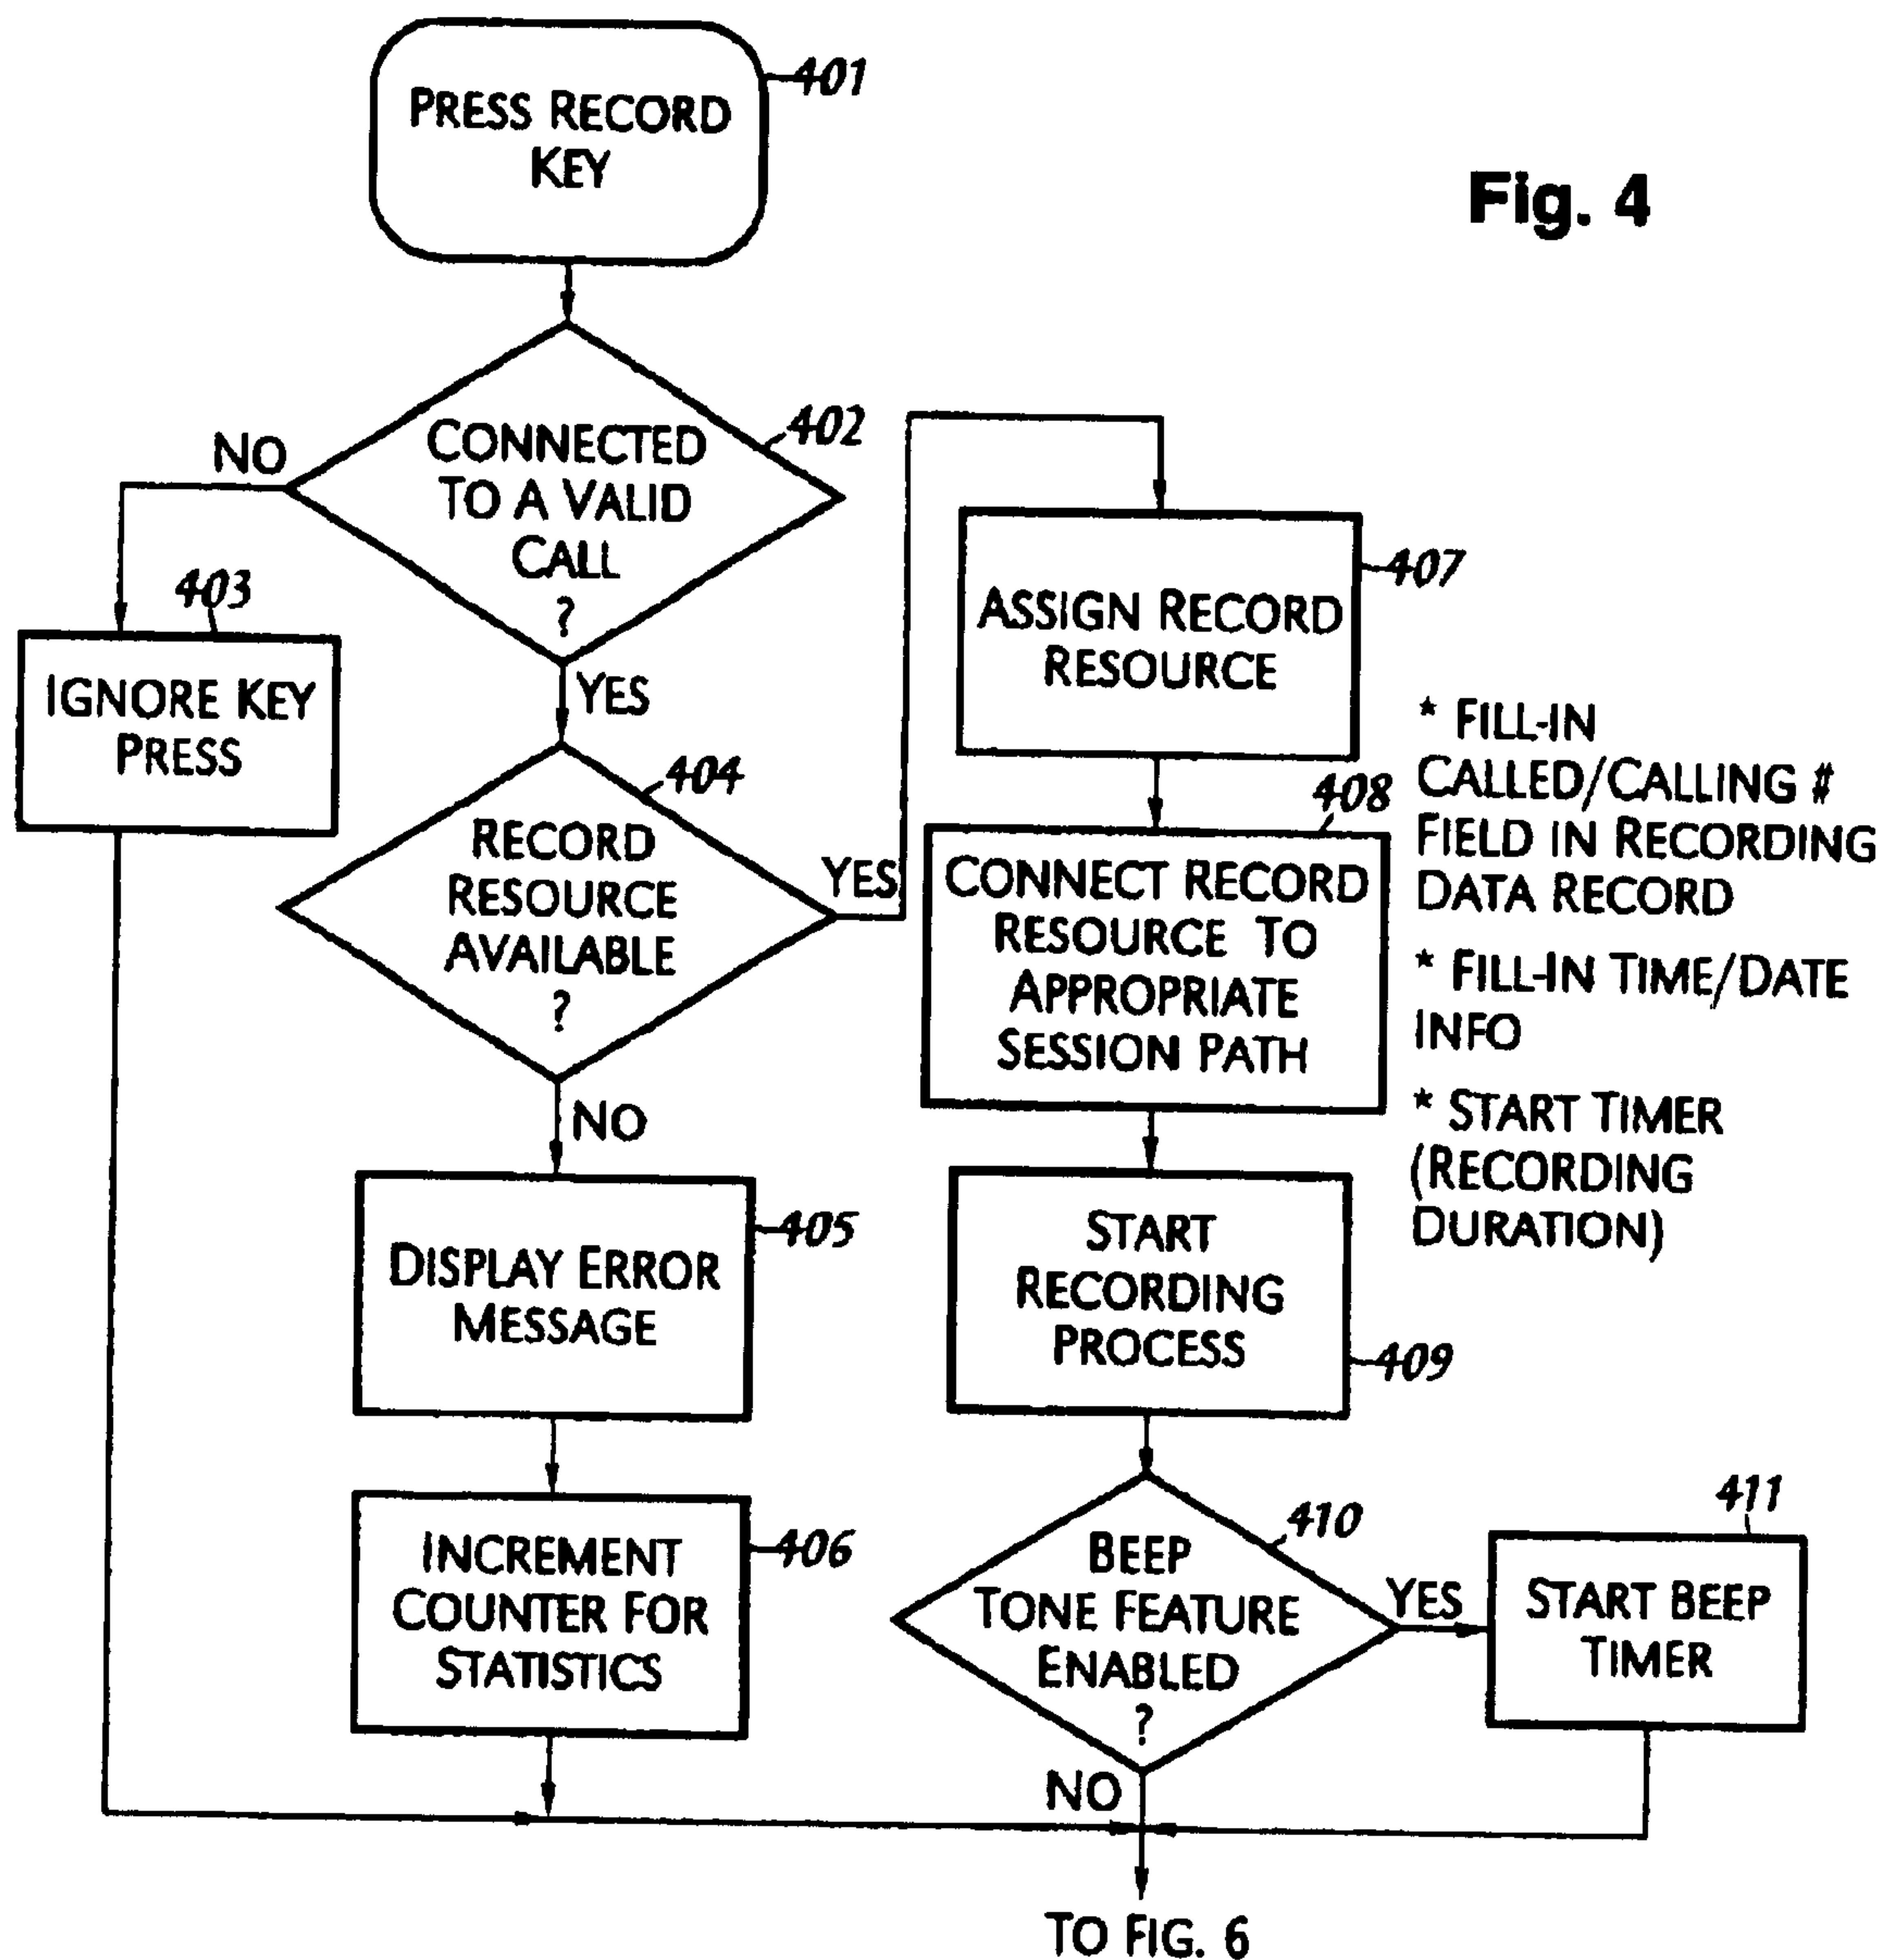 Fig. 4
PRESS RECORD
KEY
401
CONNECTED
TO A VALID
CALL
?
402
NO
YES
403
IGNORE KEY
PRESS
404
RECORD
RESOURCE
AVAILABLE
?
YES
NO
405
DISPLAY ERROR
MESSAGE
406
INCREMENT
COUNTER FOR
STATISTICS
407
ASSIGN RECORD
RESOURCE
408
CONNECT RECORD
RESOURCE TO
APPROPRIATE
SESSION PATH
* FILL-IN
CALLED/CALLING #
FIELD IN RECORDING
DATA RECORD
* FILL-IN TIME/DATE
INFO
* START TIMER
(RECORDING
DURATION)
START
RECORDING
PROCESS
409
410
BEEP
TONE FEATURE
ENABLED
?
YES
NO
411
START BEEP
TIMER
TO FIG. 6